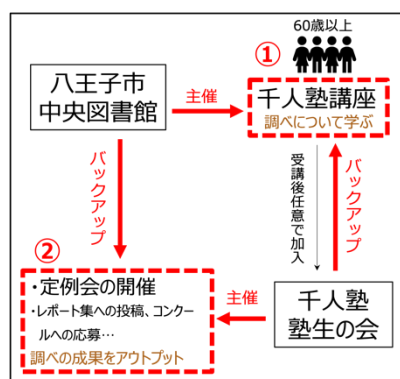 60歳以上
①
八王子市
中央図書館
主催
千人塾講座
調べについて学ぶ
バックアップ
受講後任意で加入
バックアップ
②
・定例会の開催
・レポート集への投稿、コンクー
ルへの応募…
調べの成果をアウトプット
主催
千人塾
塾生の会